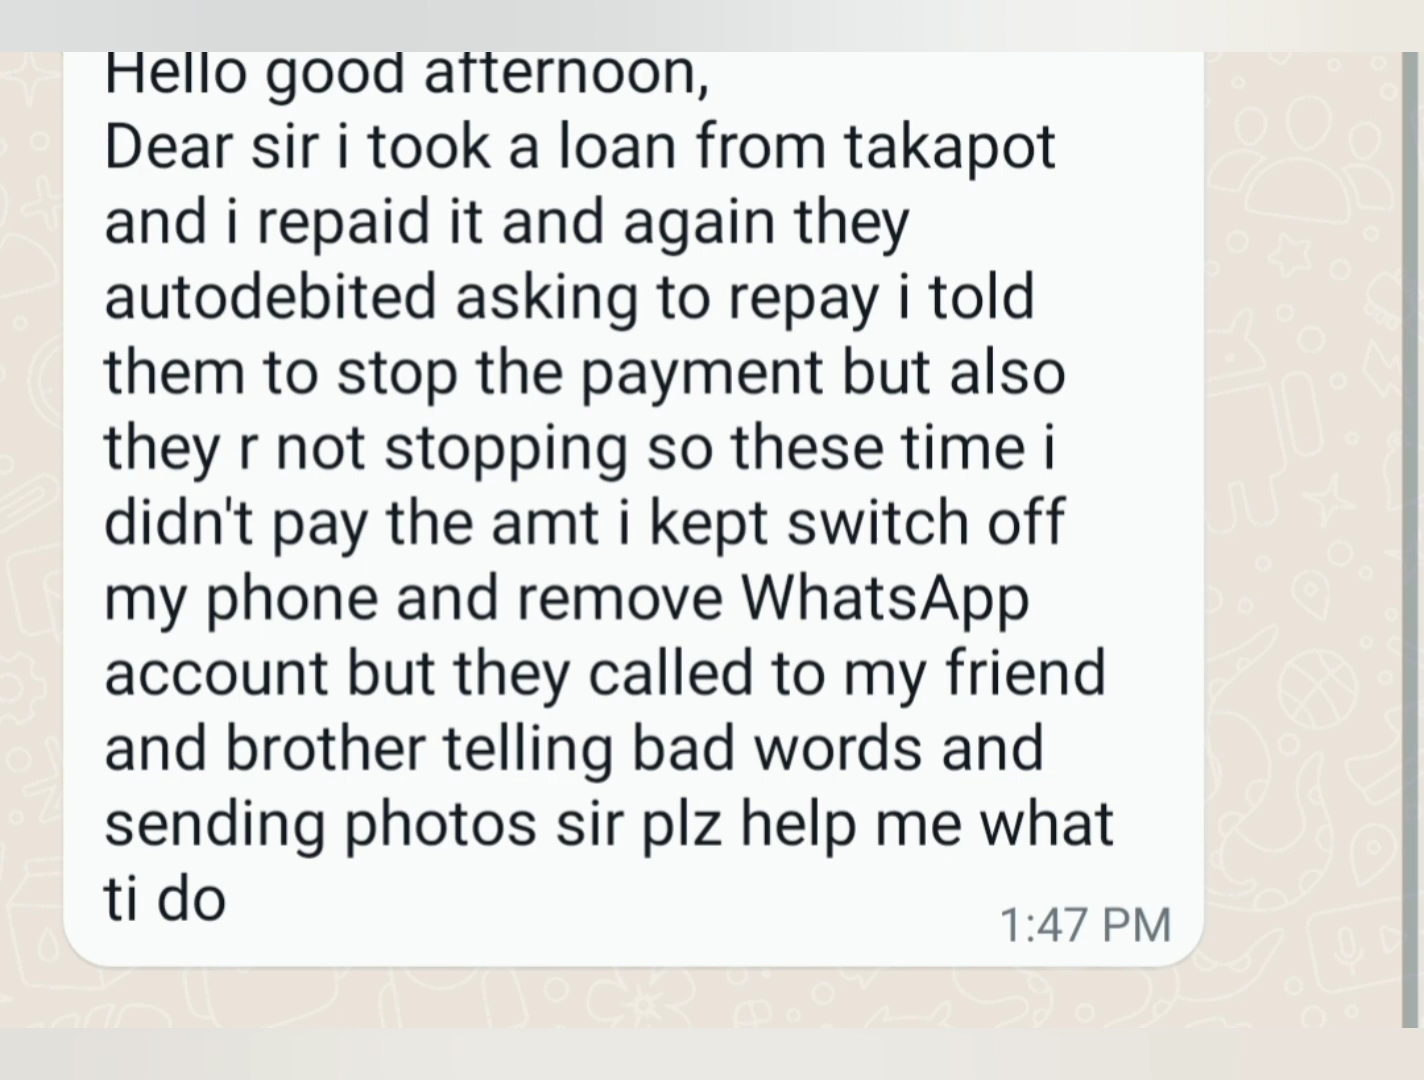 Hello good afternoon,
Dear sir i took a loan from takapot
and i repaid it and again they
autodebited asking to repay i told
them to stop the payment but also
they r not stopping so these time i
didn't pay the amt i kept switch off
my phone and remove WhatsApp
account but they called to my friend
and brother telling bad words and
sending photos sir plz help me what
ti do
1:47 PM